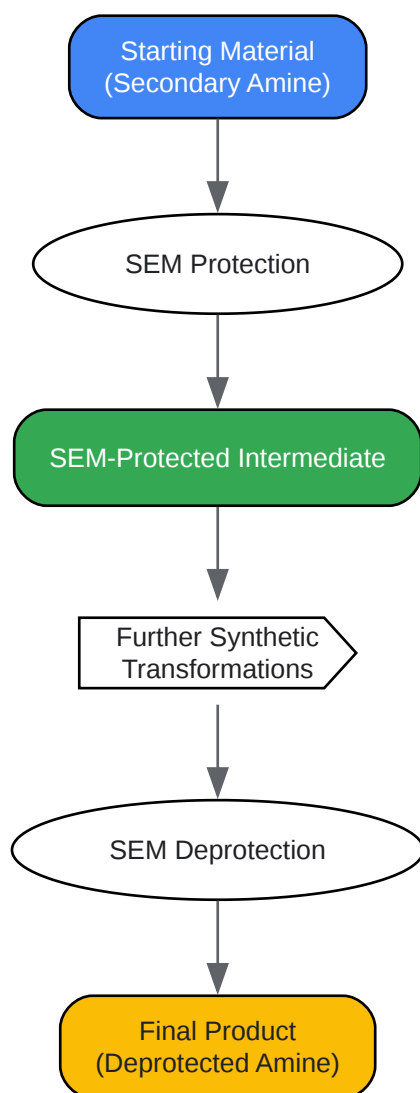 Starting Material
(Secondary Amine)
SEM Protection
SEM-Protected Intermediate
Further Synthetic
Transformations
SEM Deprotection
Final Product
(Deprotected Amine)